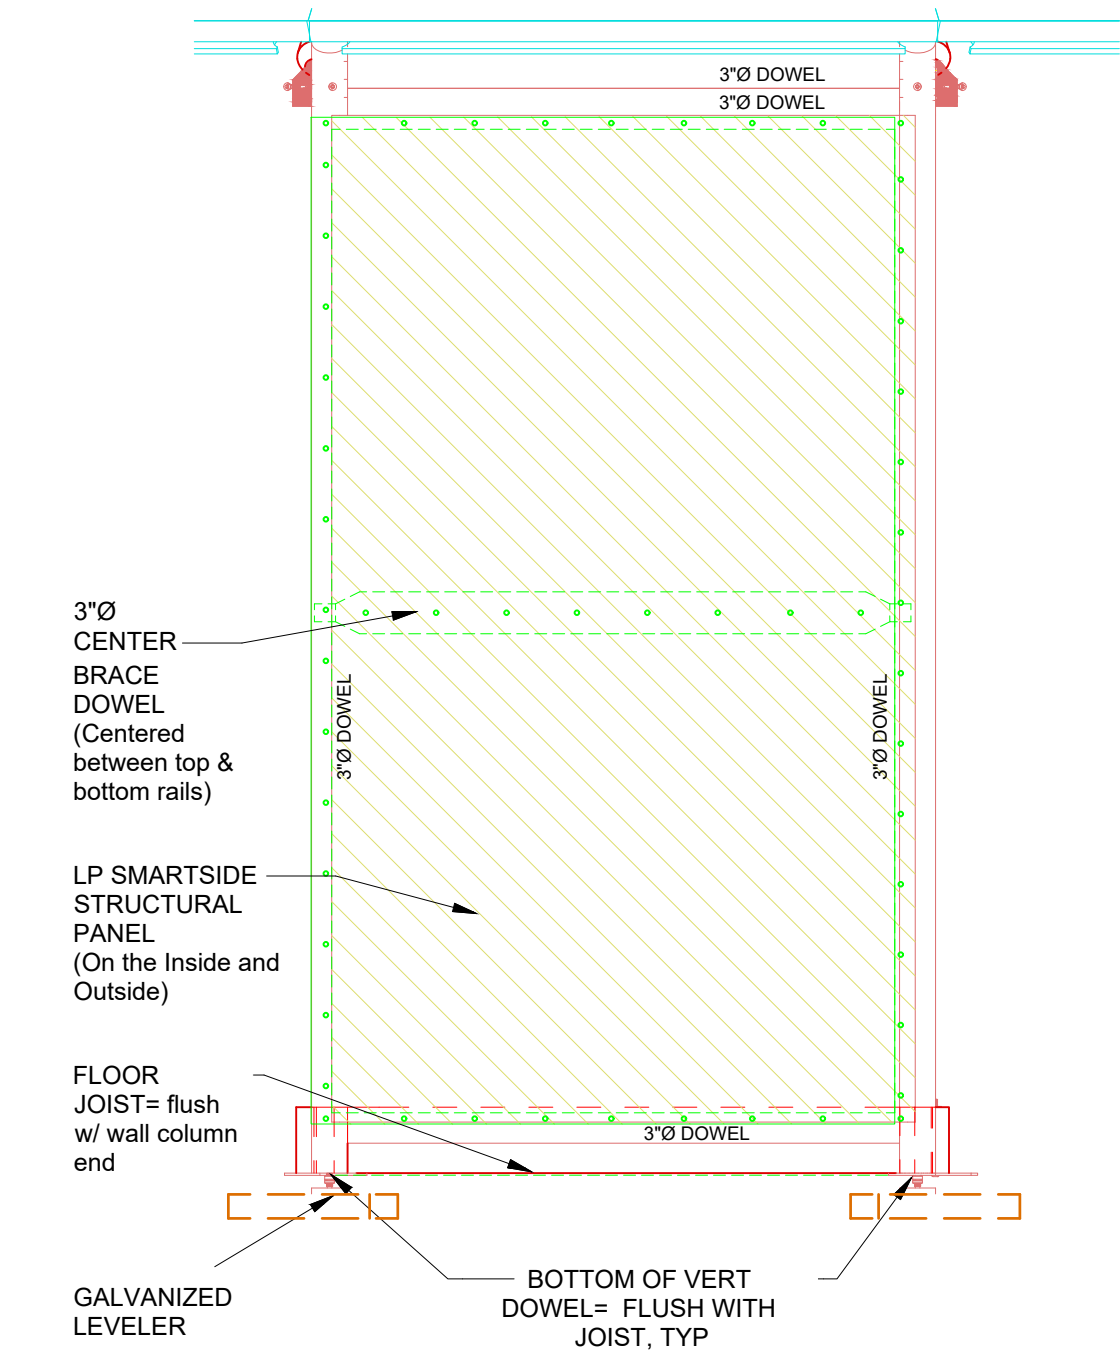 3"Ø DOWEL
3"Ø DOWEL
3"Ø
CENTER
BRACE
DOWEL
(Centered
between top &
bottom rails)
3"Ø DOWEL
3"Ø DOWEL
LP SMARTSIDE
STRUCTURAL
PANEL
(On the Inside and
Outside)
FLOOR
JOIST= flush
w/ wall column
end
3"Ø DOWEL
GALVANIZED
LEVELER
BOTTOM OF VERT
DOWEL= FLUSH WITH
JOIST, TYP